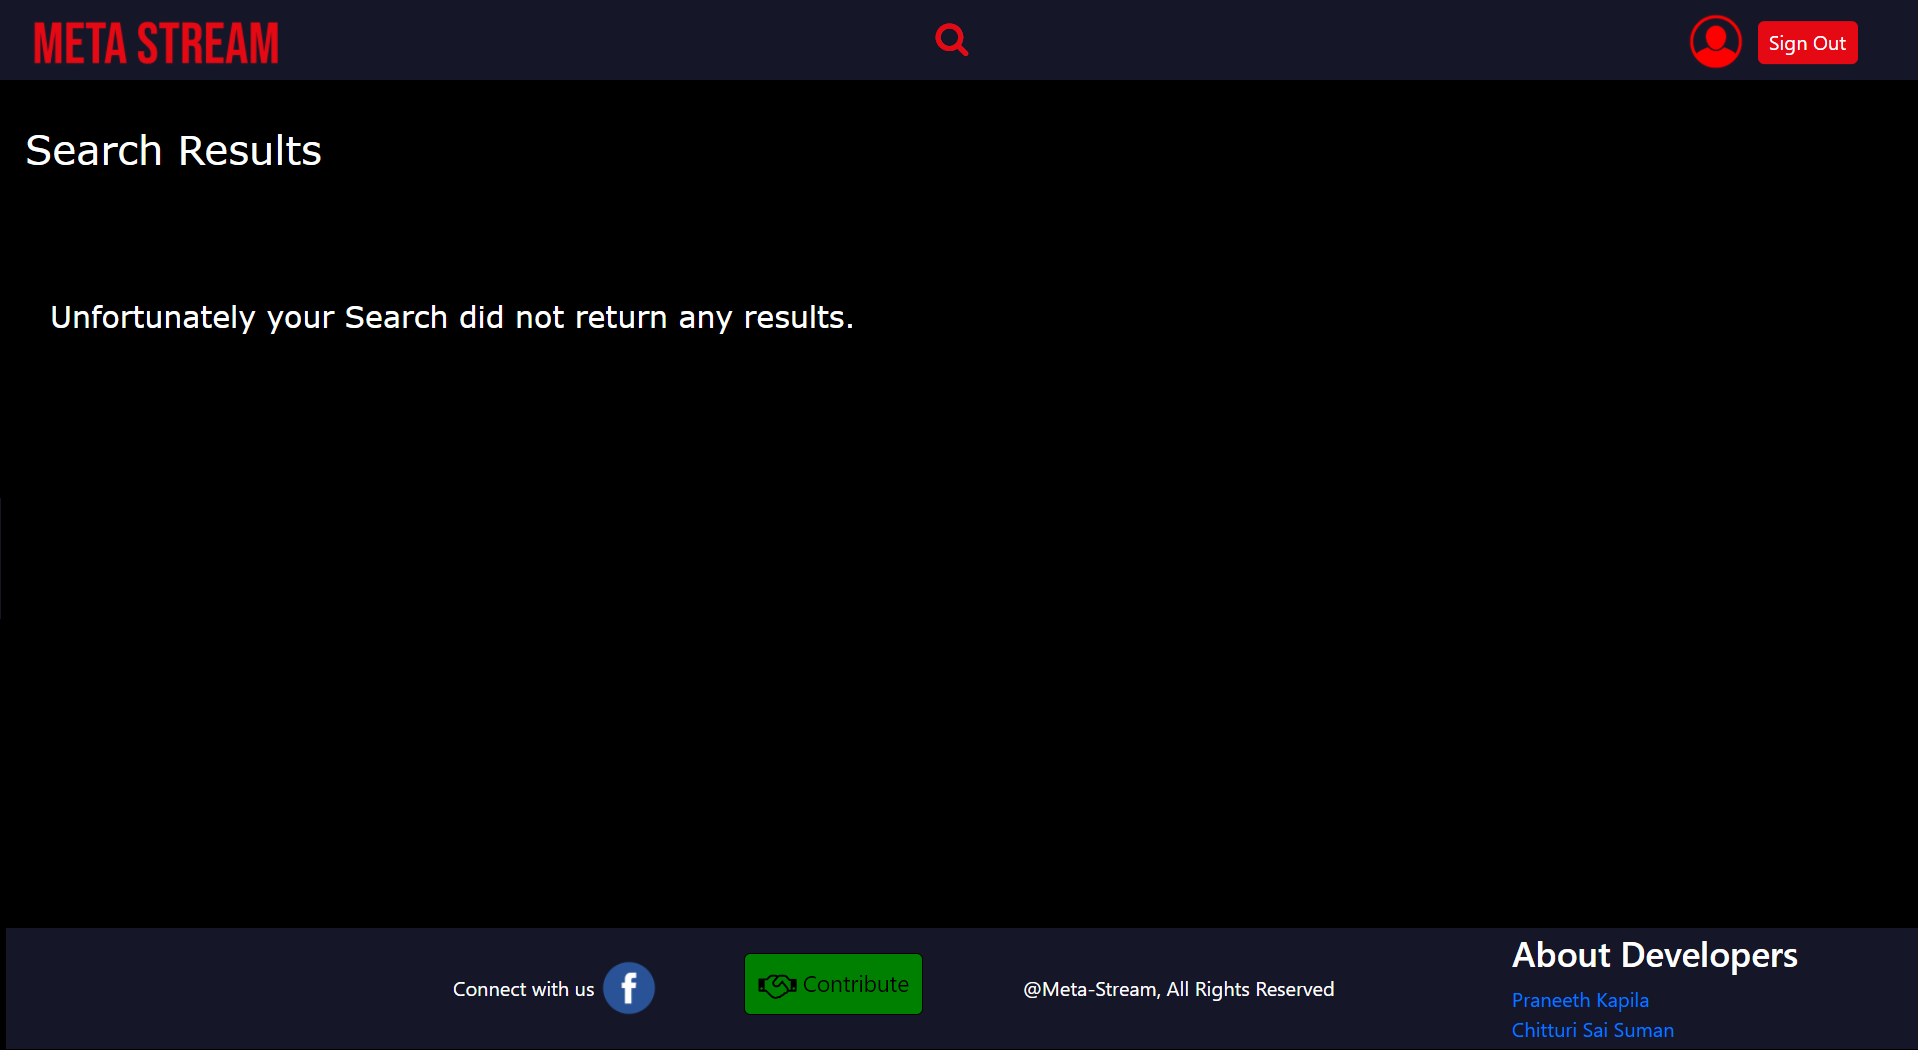 META STREAM
Sign Out
Search Results
Unfortunately your Search did not return any results.
Connect with us
Contribute
@Meta-Stream, All Rights Reserved
About Developers
Praneeth Kapila
Chitturi Sai Suman